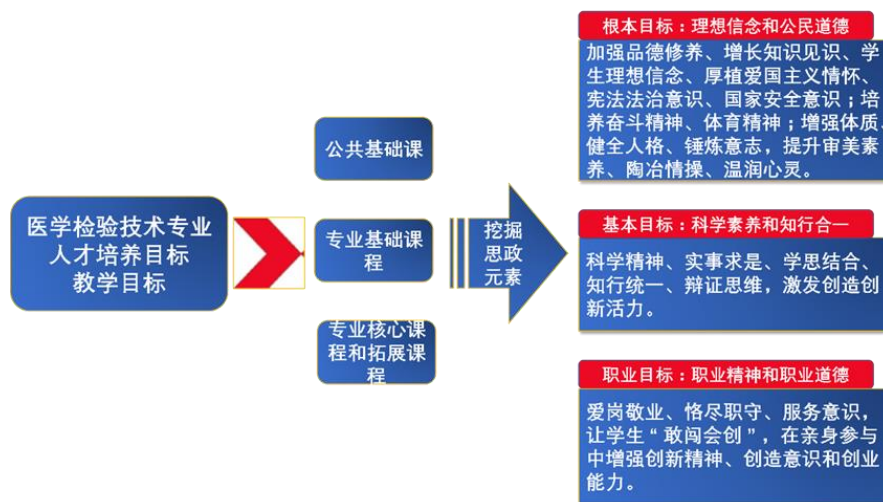 医学检验技术专业
人才培养目标
教学目标
公共基础课
专业基础课
程
专业核心课
程和拓展课
程
挖掘
思政
元素
根本目标：理想信念和公民道德
加强品德修养、增长知识见识、学
生理想信念、厚植爱国主义情怀、
宪法法治意识、国家安全意识；培
养奋斗精神、体育精神；增强体质、
健全人格、锤炼意志，提升审美素
养、陶冶情操、温润心灵。
基本目标：科学素养和知行合一
科学精神、实事求是、学思结合、
知行统一、辩证思维，激发创造创
新活力。
职业目标：职业精神和职业道德
爱岗敬业、恪尽职守、服务意识，
让学生“敢闯会创”，在亲身参与
中增强创新精神、创造意识和创业
能力。